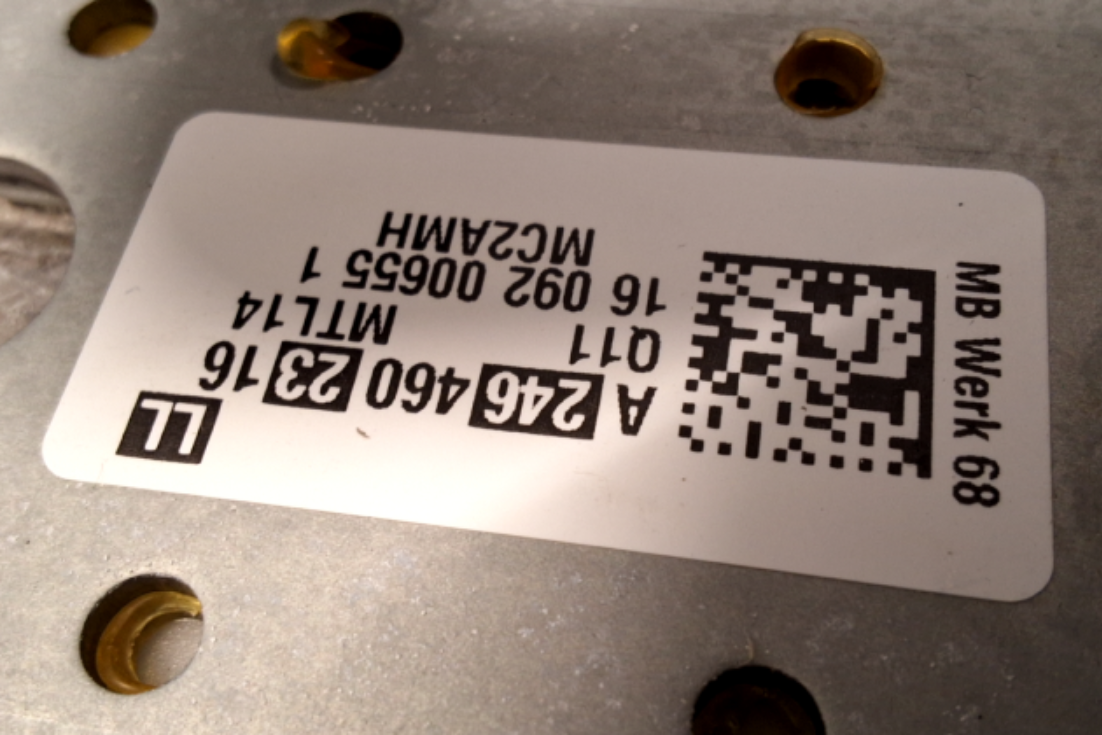 LL
A 246 460 23 16
Q11 MTL14
16 092 00655 1
MC2AMH
MB Werk 68